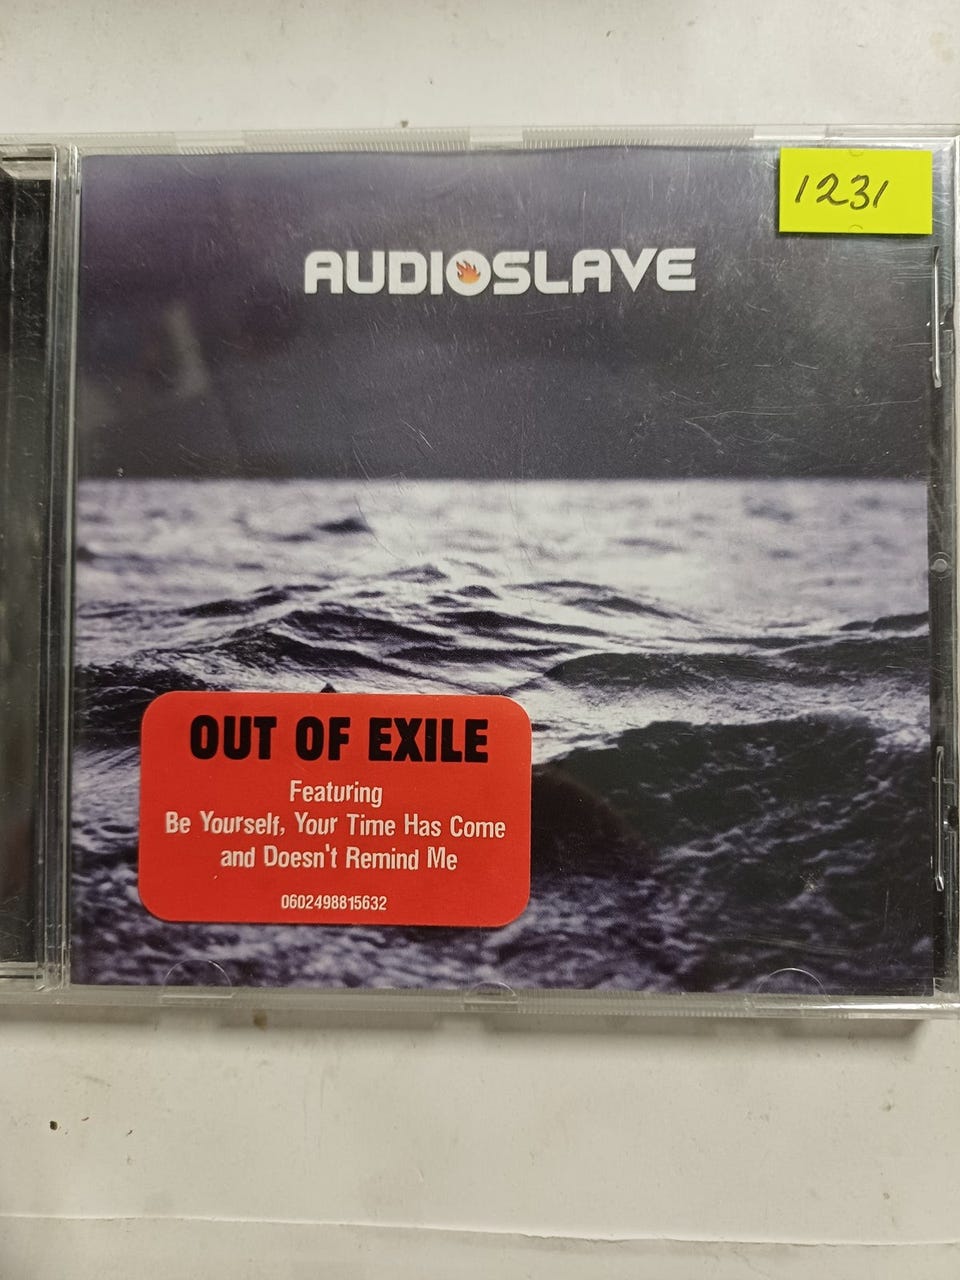 1231
AUDIOSLAVE
OUT OF EXILE
Featuring
Be Yourself, Your Time Has Come
and Doesn't Remind Me
0602498815632